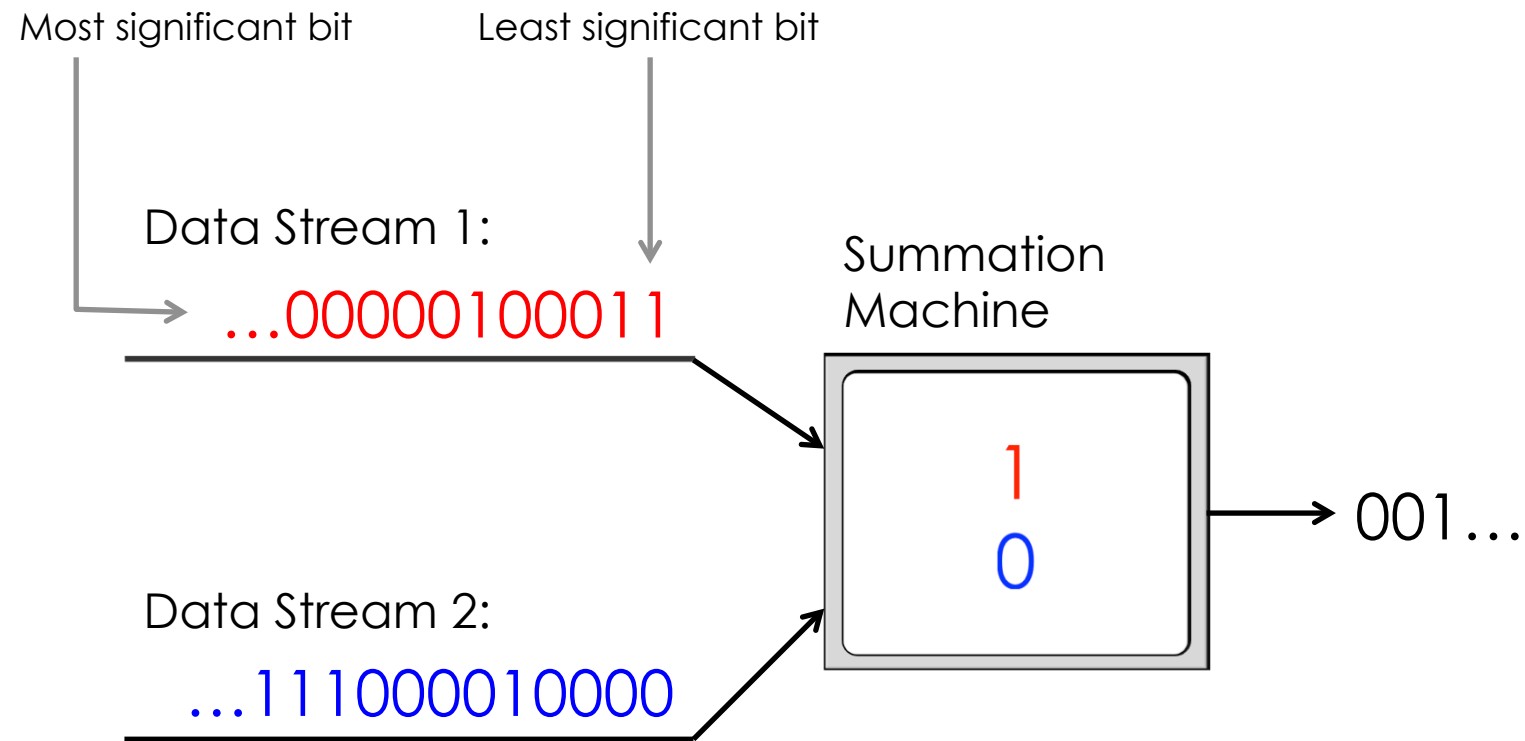 Most significant bit
Least significant bit
Data Stream 1:
...00000100011
Summation
Machine
1
0
001...
Data Stream 2:
...111000010000